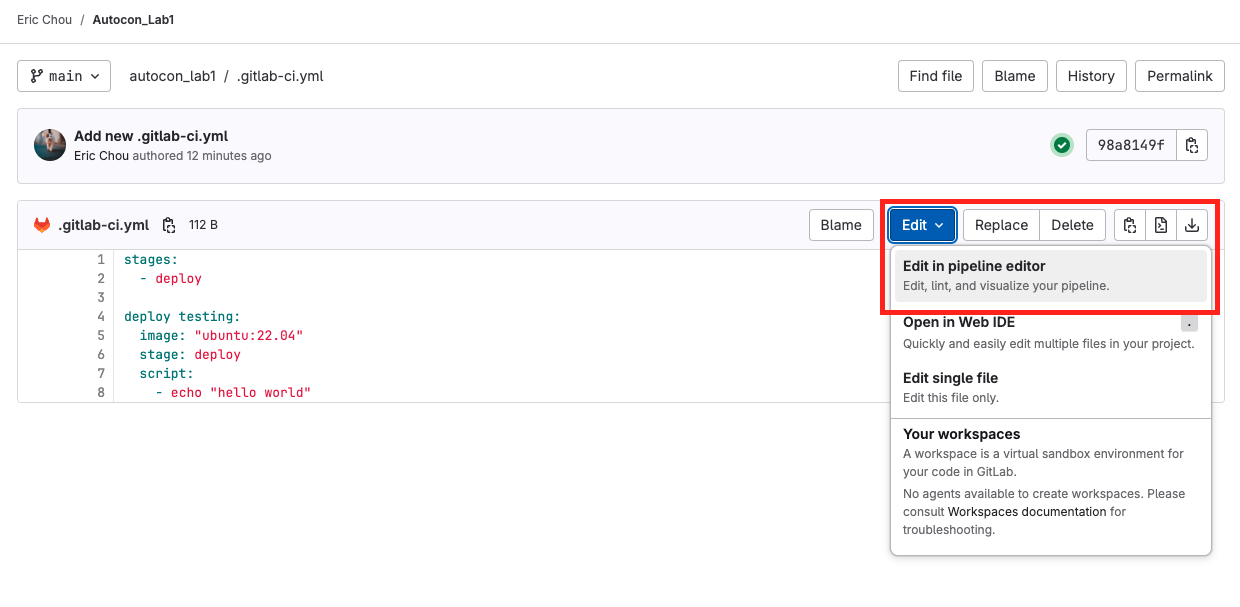 Eric Chou / Autocon_Lab1
main autocon_lab1 / .gitlab-ci.yml Find file Blame History Permalink
Add new .gitlab-ci.yml
Eric Chou authored 12 minutes ago
98a8149f
.gitlab-ci.yml 112 B Blame Edit Replace Delete
1 stages:
2 - deploy
3
4 deploy testing:
5 image: "ubuntu:22.04"
6 stage: deploy
7 script:
8 - echo "hello world"
Edit in pipeline editor
Edit, lint, and visualize your pipeline.
Open in Web IDE .
Quickly and easily edit multiple files in your project.
Edit single file
Edit this file only.
Your workspaces
A workspace is a virtual sandbox environment for
your code in GitLab.
No agents available to create workspaces. Please
consult Workspaces documentation for
troubleshooting.